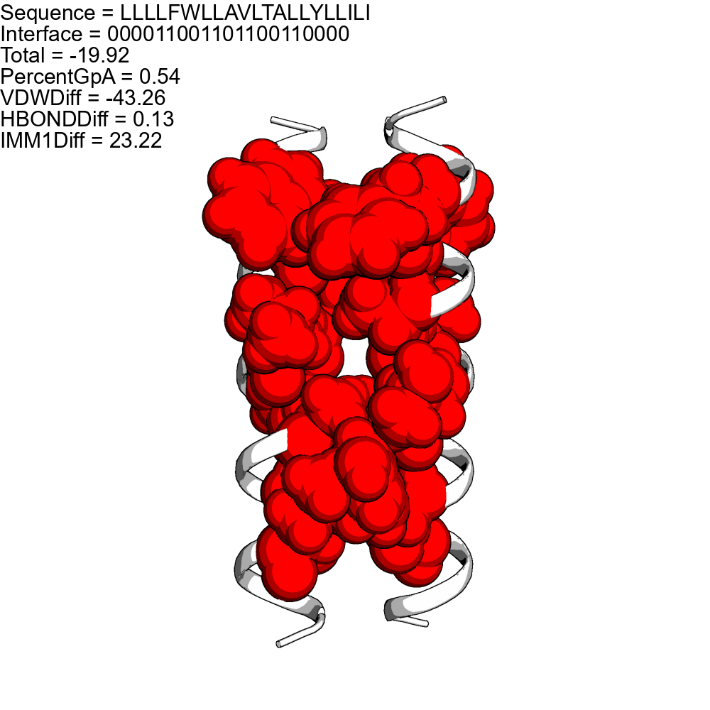 Sequence = LLLLFWLLAVLTALLYLLILI
Interface = 000011001101100110000
Total = -19.92
PercentGpA = 0.54
VDWDiff = -43.26
HBONDDiff = 0.13
IMM1Diff = 23.22